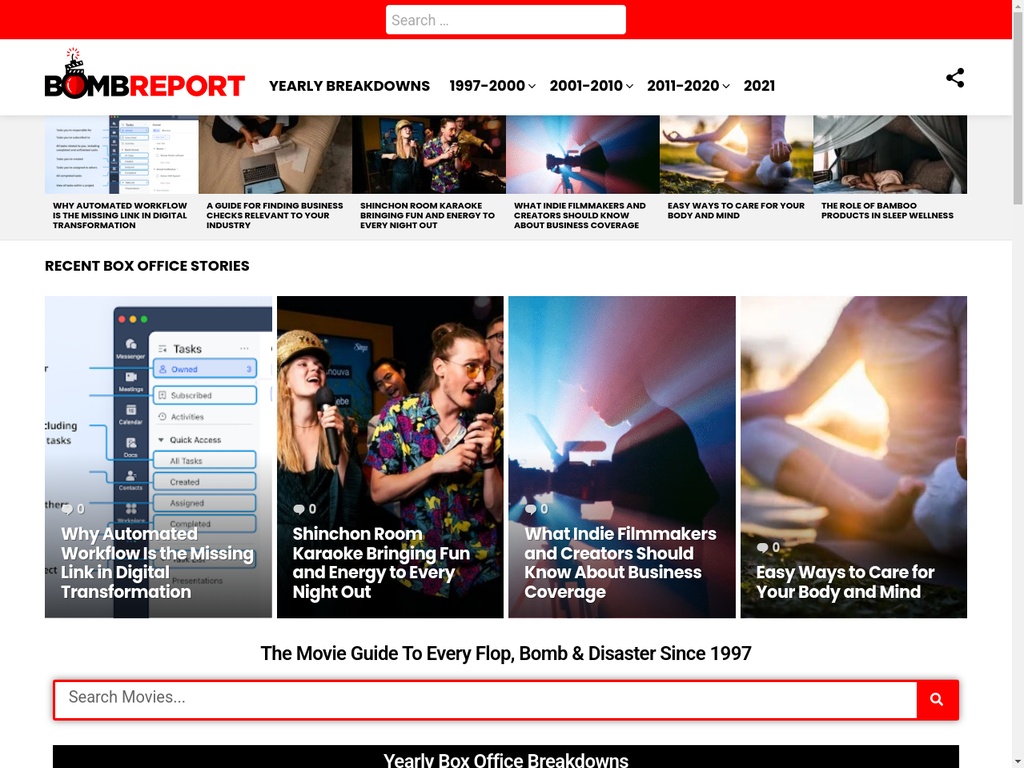 Search …
BOMBREPORT
YEARLY BREAKDOWNS
1997-2000
2001-2010
2011-2020
2021
WHY AUTOMATED WORKFLOW
IS THE MISSING LINK IN DIGITAL
TRANSFORMATION
A GUIDE FOR FINDING BUSINESS
CHECKS RELEVANT TO YOUR
INDUSTRY
SHINCHON ROOM KARAOKE
BRINGING FUN AND ENERGY TO
EVERY NIGHT OUT
WHAT INDIE FILMMAKERS AND
CREATORS SHOULD KNOW
ABOUT BUSINESS COVERAGE
EASY WAYS TO CARE FOR YOUR
BODY AND MIND
THE ROLE OF BAMBOO
PRODUCTS IN SLEEP WELLNESS
RECENT BOX OFFICE STORIES
Messenger
Meetings
Calendar
Docs
Contacts
Tasks
Owned 3
Subscribed
Activities
Quick Access
All Tasks
Created
Assigned
Completed
Presentations
tasks
0
Why Automated
Workflow Is the Missing
Link in Digital
Transformation
0
Shinchon Room
Karaoke Bringing Fun
and Energy to Every
Night Out
0
What Indie Filmmakers
and Creators Should
Know About Business
Coverage
0
Easy Ways to Care for
Your Body and Mind
The Movie Guide To Every Flop, Bomb & Disaster Since 1997
Search Movies...
Yearly Box Office Breakdowns